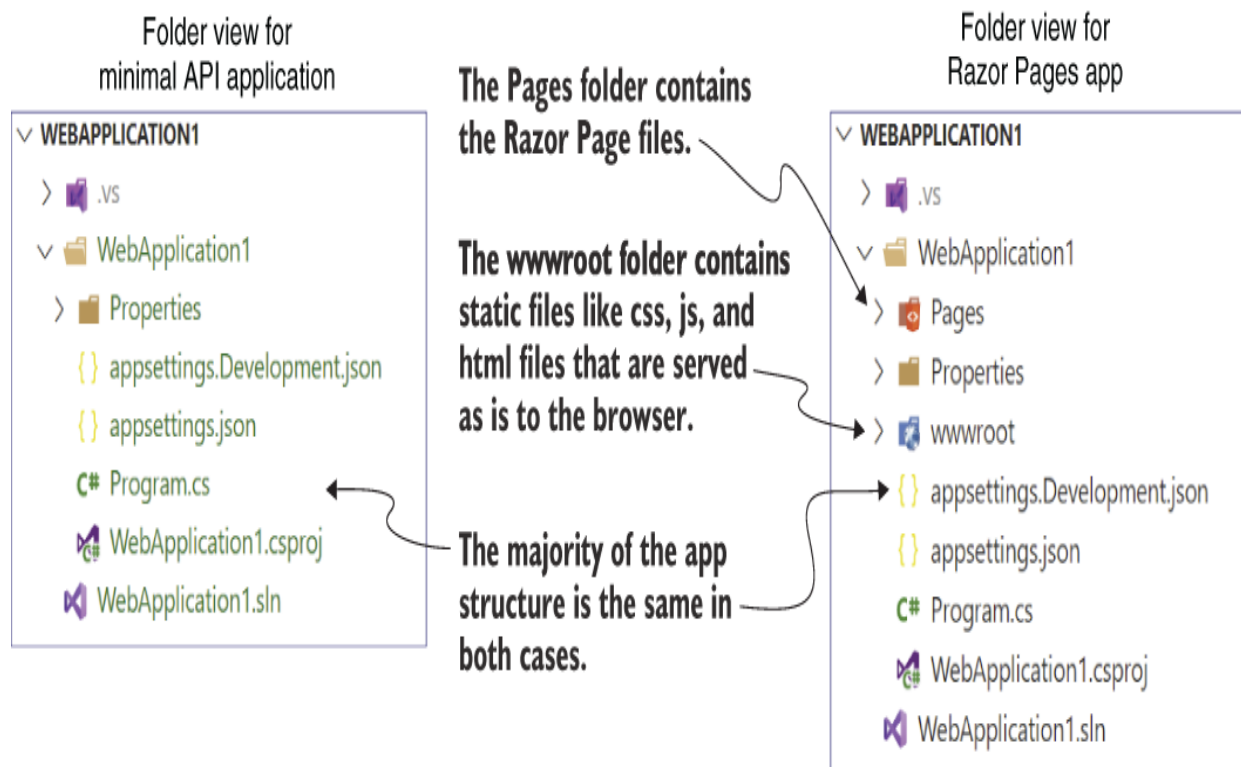 Folder view for
minimal API application
WEBAPPLICATION1
.vs
WebApplication1
Properties
{ } appsettings.Development.json
{ } appsettings.json
C# Program.cs
WebApplication1.csproj
WebApplication1.sln
The Pages folder contains
the Razor Page files.
The wwwroot folder contains
static files like css, js, and
html files that are served
as is to the browser.
The majority of the app
structure is the same in
both cases.
Folder view for
Razor Pages app
WEBAPPLICATION1
.vs
WebApplication1
Pages
Properties
wwwroot
{ } appsettings.Development.json
{ } appsettings.json
C# Program.cs
WebApplication1.csproj
WebApplication1.sln